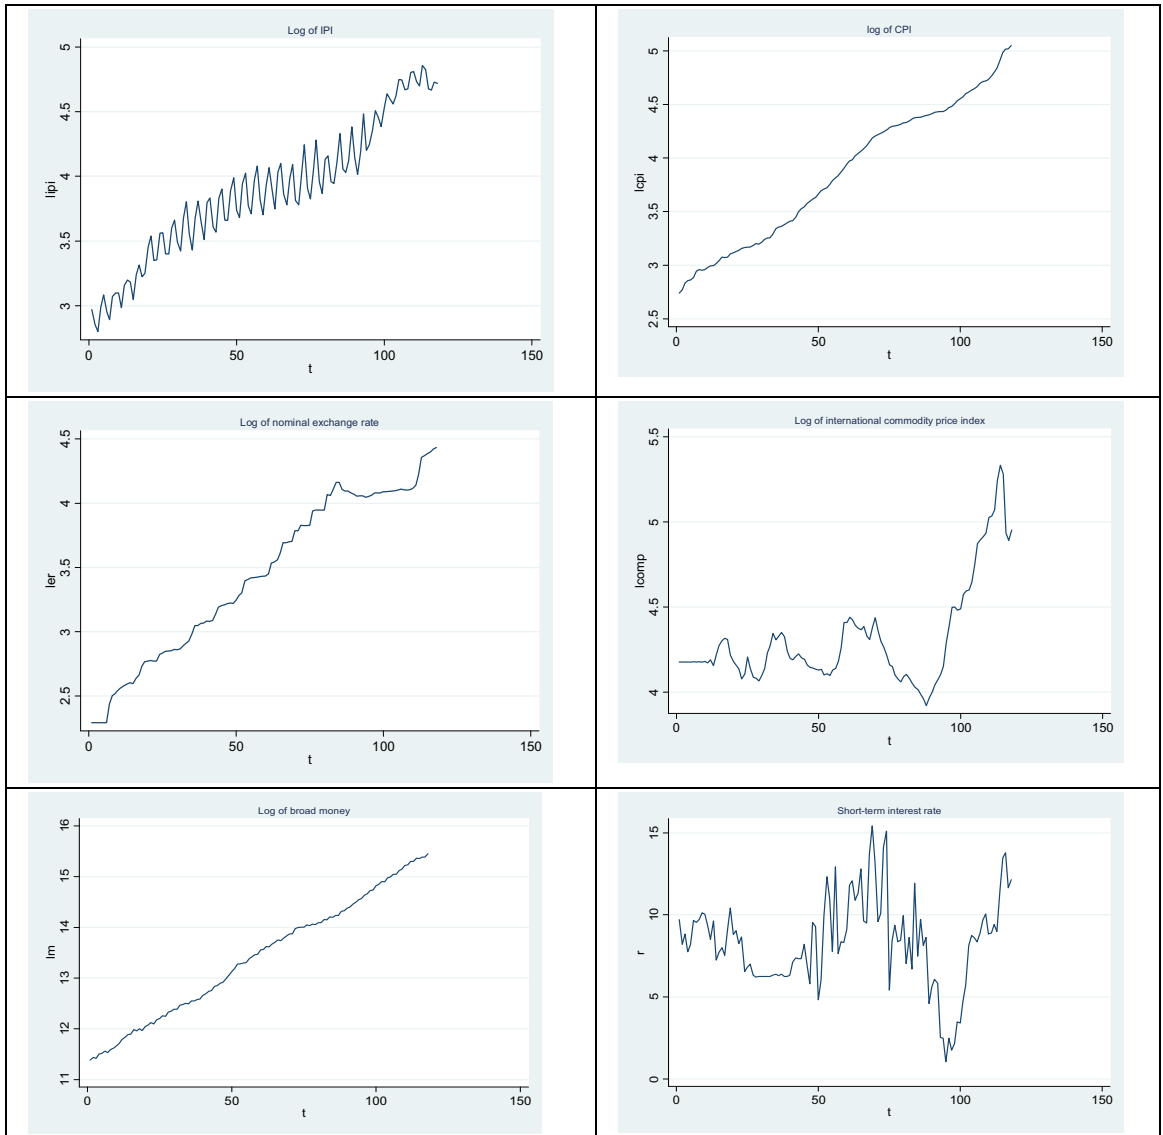 Log of IPI
5
4.5
4
3.5
3
lipi
0 50 100 150
t
log of CPI
5
4.5
4
3.5
3
2.5
lcpi
0 50 100 150
t
Log of nominal exchange rate
4.5
4
3.5
3
2.5
ler
0 50 100 150
t
Log of international commodity price index
5.5
5
4.5
4
lcomp
0 50 100 150
t
Log of broad money
16
15
14
13
12
11
lm
0 50 100 150
t
Short-term interest rate
15
10
5
0
r
0 50 100 150
t